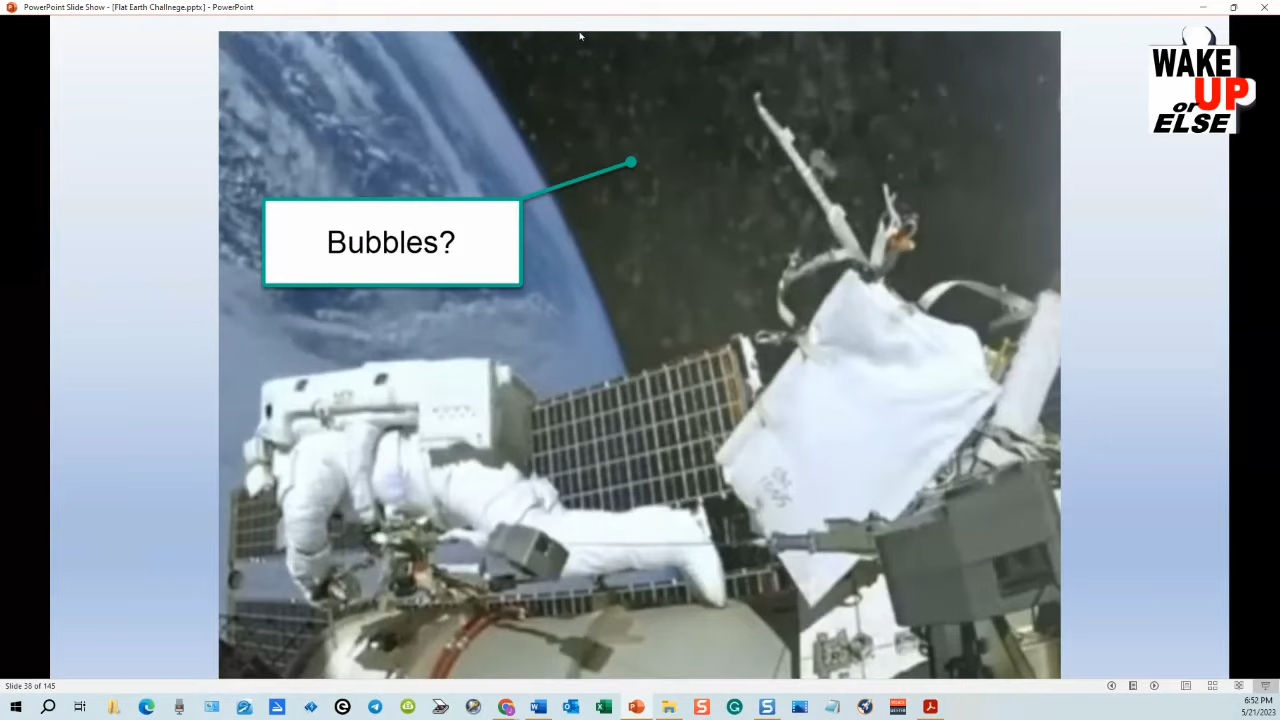 PowerPoint Slide Show - [Flat Earth Challnege.pptx] - PowerPoint
WAKE
UP
or
ELSE
Bubbles?
Slide 38 of 145
6:52 PM
5/21/2023